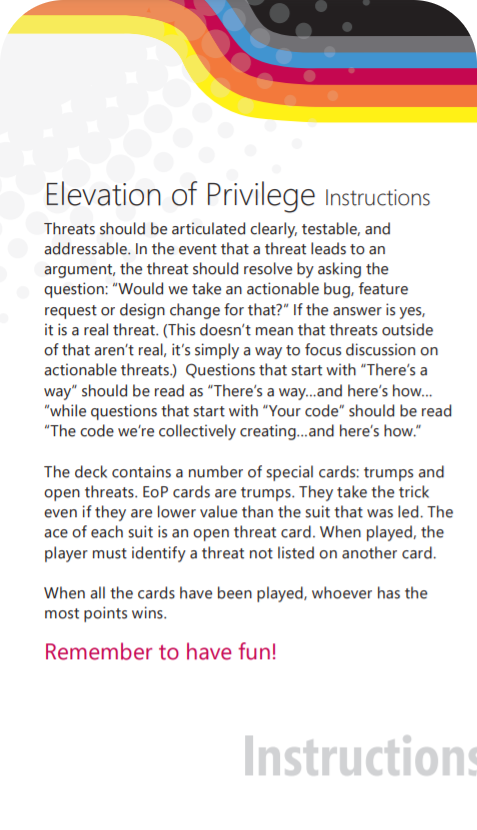 Elevation of Privilege Instructions
Threats should be articulated clearly, testable, and
addressable. In the event that a threat leads to an
argument, the threat should resolve by asking the
question: “Would we take an actionable bug, feature
request or design change for that?” If the answer is yes,
it is a real threat. (This doesn’t mean that threats outside
of that aren’t real, it’s simply a way to focus discussion on
actionable threats.)  Questions that start with “There’s a
way” should be read as “There’s a way...and here’s how...
“while questions that start with “Your code” should be read
“The code we’re collectively creating...and here’s how.”
The deck contains a number of special cards: trumps and
open threats. EoP cards are trumps. They take the trick
even if they are lower value than the suit that was led. The
ace of each suit is an open threat card. When played, the
player must identify a threat not listed on another card.
When all the cards have been played, whoever has the
most points wins.
Remember to have fun!
Instructions